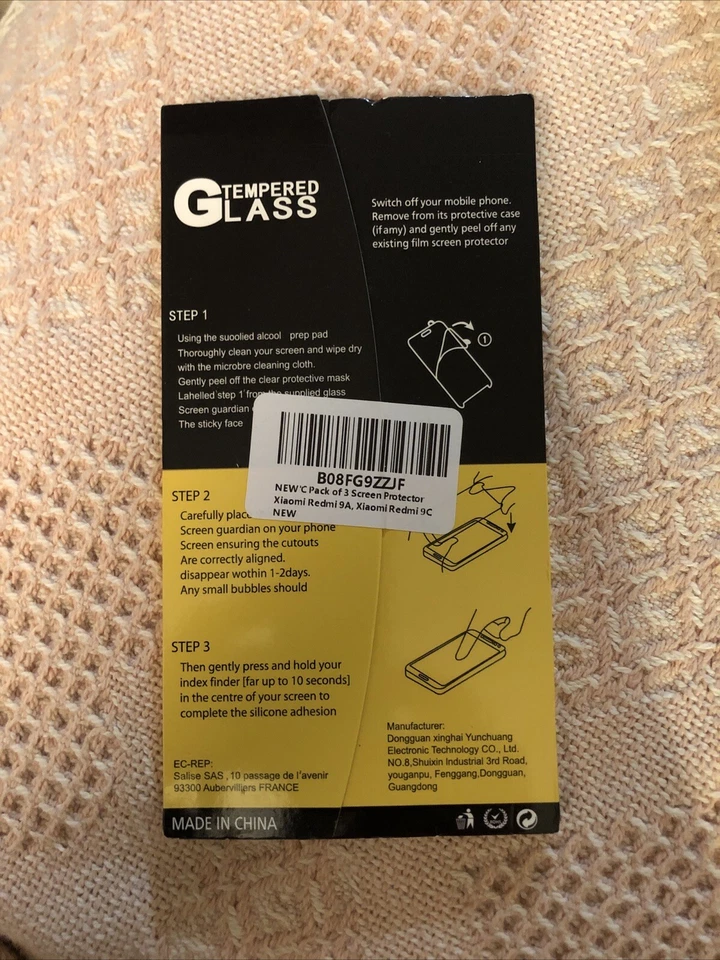 TEMPERED
GLASS
Switch off your mobile phone.
Remove from its protective case
(if amy) and gently peel off any
existing film screen protector
STEP 1
Using the suoolied alcool prep pad
Thoroughly clean your screen and wipe dry
with the microbre cleaning cloth.
Gently peel off the clear protective mask
Lahelled step 1 from the supplied glass
Screen guardian
The sticky face
1
B08FG9ZZJF
NEW'C Pack of 3 Screen Protector
Xiaomi Redmi 9A, Xiaomi Redmi 9C
NEW
STEP 2
Carefully place
Screen guardian on your phone
Screen ensuring the cutouts
Are correctly aligned.
disappear wothin 1-2days.
Any small bubbles should
STEP 3
Then gently press and hold your
index finder [far up to 10 seconds]
in the centre of your screen to
complete the silicone adhesion
Manufacturer:
Dongguan xinghai Yunchuang
Electronic Technology CO., Ltd.
NO.8,Shuixin Industrial 3rd Road,
youganpu, Fenggang,Dongguan,
Guangdong
EC-REP:
Salise SAS , 10 passage de l'avenir
93300 Aubervilliers FRANCE
MADE IN CHINA